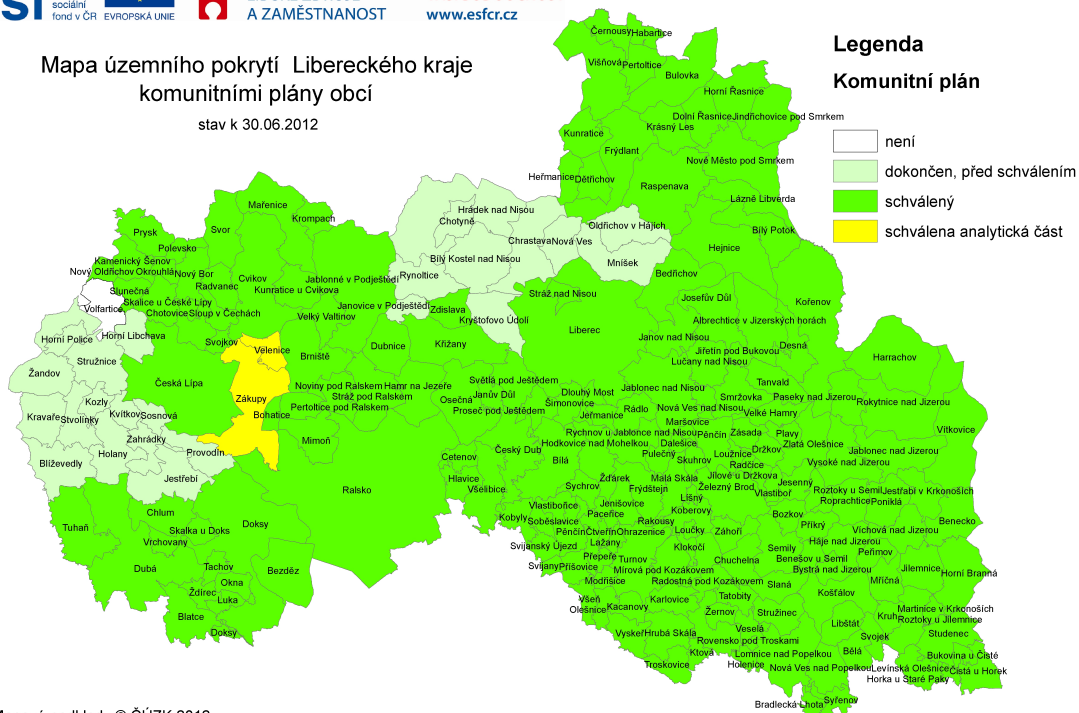 sociální
fond v ČR EVROPSKÁ UNIE
A ZAMĚSTNANOST www.esfcr.cz
Mapa územního pokrytí Libereckého kraje
komunitními plány obcí
stav k 30.06.2012
Legenda
Komunitní plán
není
dokončen, před schválením
schválený
schválena analytická část
Černousy
Habartice
Višňová
Pertoltice
Bulovka
Horní Řasnice
Dolní Řasnice
Jindřichovice pod Smrkem
Krásný Les
Kunratice
Frýdlant
Nové Město pod Smrkem
Heřmanice
Dětřichov
Raspenava
Lázně Libverda
Bílý Potok
Hejnice
Oldřichov v Hájích
Mníšek
Hrádek nad Nisou
Chotyně
Chrastava
Nová Ves
Bílý Kostel nad Nisou
Rynoltice
Bedřichov
Mařenice
Krompach
Svor
Prysk
Polevsko
Kamenický Šenov
Nový Oldřichov
Okrouhlá
Nový Bor
Radvanec
Cvikov
Kunratice u Cvikova
Jablonné v Podještědí
Slunečná
Skalice u České Lípy
Volfartice
Chotovice
Sloup v Čechách
Velký Valtinov
Janovice v Podještědí
Zdislava
Kryštofovo Údolí
Stráž nad Nisou
Josefův Důl
Kořenov
Albrechtice v Jizerských horách
Liberec
Janov nad Nisou
Desná
Jiřetín pod Bukovou
Lučany nad Nisou
Harrachov
Horní Police
Horní Libchava
Svojkov
Velenice
Brniště
Dubnice
Křižany
Stružnice
Žandov
Česká Lípa
Zákupy
Noviny pod Ralskem
Hamr na Jezeře
Stráž pod Ralskem
Pertoltice pod Ralskem
Světlá pod Ještědem
Osečná
Janův Důl
Proseč pod Ještědem
Dlouhý Most
Šimonovice
Jeřmanice
Jablonec nad Nisou
Rádlo
Nová Ves nad Nisou
Smržovka
Tanvald
Paseky nad Jizerou
Rokytnice nad Jizerou
Velké Hamry
Maršovice
Kozly
Kravaře
Stvolínky
Kvítkov
Sosnová
Bohatice
Zahrádky
Provodín
Mimoň
Holany
Blíževedly
Jestřebí
Cetenov
Český Dub
Rychnov u Jablonce nad Nisou
Hodkovice nad Mohelkou
Dalešice
Pěnčín
Zásada
Plavy
Zlatá Olešnice
Vítkovice
Jablonec nad Jizerou
Bílá
Pulečný
Skuhrov
Loužnice
Držkov
Radčice
Vysoké nad Jizerou
Hlavice
Všelibice
Sychrov
Žďárek
Malá Skála
Frýdštejn
Jílové u Držkova
Železný Brod
Jesenný
Vlastiboř
Roztoky u Semil
Jestřabí v Krkonoších
Roprachtice
Poniklá
Ralsko
Vlastibořice
Jenišovice
Líšný
Koberovy
Paceřice
Bozkov
Kobyly
Soběslavice
Rakousy
Příkrý
Benecko
Pěnčín
Čtveřín
Ohrazenice
Loučky
Záhoří
Víchová nad Jizerou
Háje nad Jizerou
Chlum
Skalka u Doks
Doksy
Tuhaň
Vrchovany
Svijanský Újezd
Lažany
Klokočí
Semily
Peřimov
Přepeře
Turnov
Chuchelna
Benešov u Semil
Svijany
Příšovice
Mírová pod Kozákovem
Bystrá nad Jizerou
Jilemnice
Horní Branná
Dubá
Tachov
Bezděz
Modřišice
Radostná pod Kozákovem
Slaná
Mříčná
Okna
Ždírec
Luka
Všeň
Olešnice
Kacanovy
Karlovice
Tatobity
Košťálov
Žernov
Stružinec
Martinice v Krkonoších
Kruh
Roztoky u Jilemnice
Blatce
Doksy
Libštát
Vyskeř
Hrubá Skála
Veselá
Rovensko pod Troskami
Svojek
Studenec
Ktová
Lomnice nad Popelkou
Bělá
Bukovina u Čisté
Troskovice
Holenice
Nová Ves nad Popelkou
Levínská Olešnice
Čistá u Horek
Horka u Staré Paky
Syřenov
Bradlecká Lhota